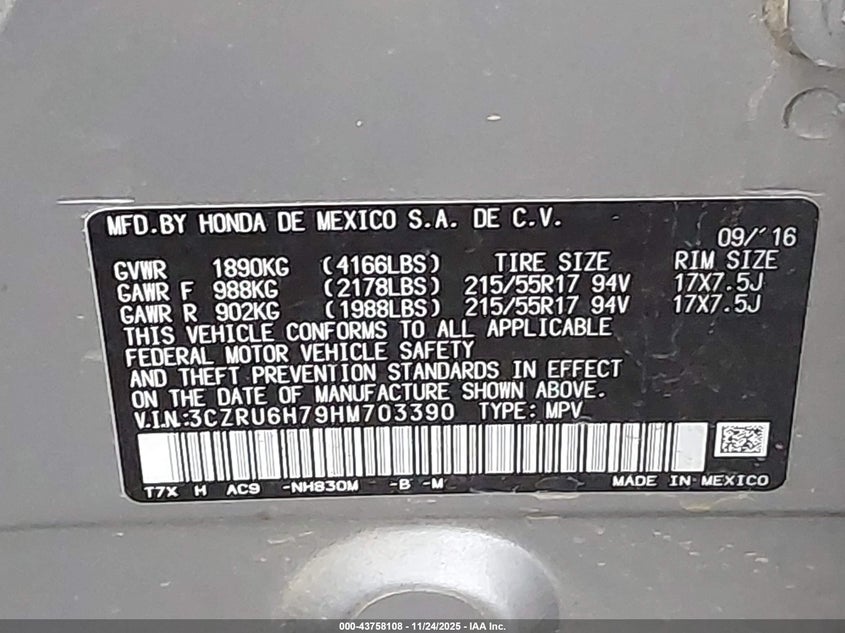 MFD.BY HONDA DE MEXICO S.A. DE C.V.
09/´16
GVWR 1890KG (4166LBS) TIRE SIZE RIM SIZE
GAWR F 988KG (2178LBS) 215/55R17 94V 17X7.5J
GAWR R 902KG (1988LBS) 215/55R17 94V 17X7.5J
THIS VEHICLE CONFORMS TO ALL APPLICABLE
FEDERAL MOTOR VEHICLE SAFETY
AND THEFT PREVENTION STANDARDS IN EFFECT
ON THE DATE OF MANUFACTURE SHOWN ABOVE.
V.I.N.:3CZRU6H79HM703390 TYPE: MPV
T7X H AC9 -NH830M -B -M MADE IN MEXICO
000-43758108 - 11/24/2025 - IAA Inc.